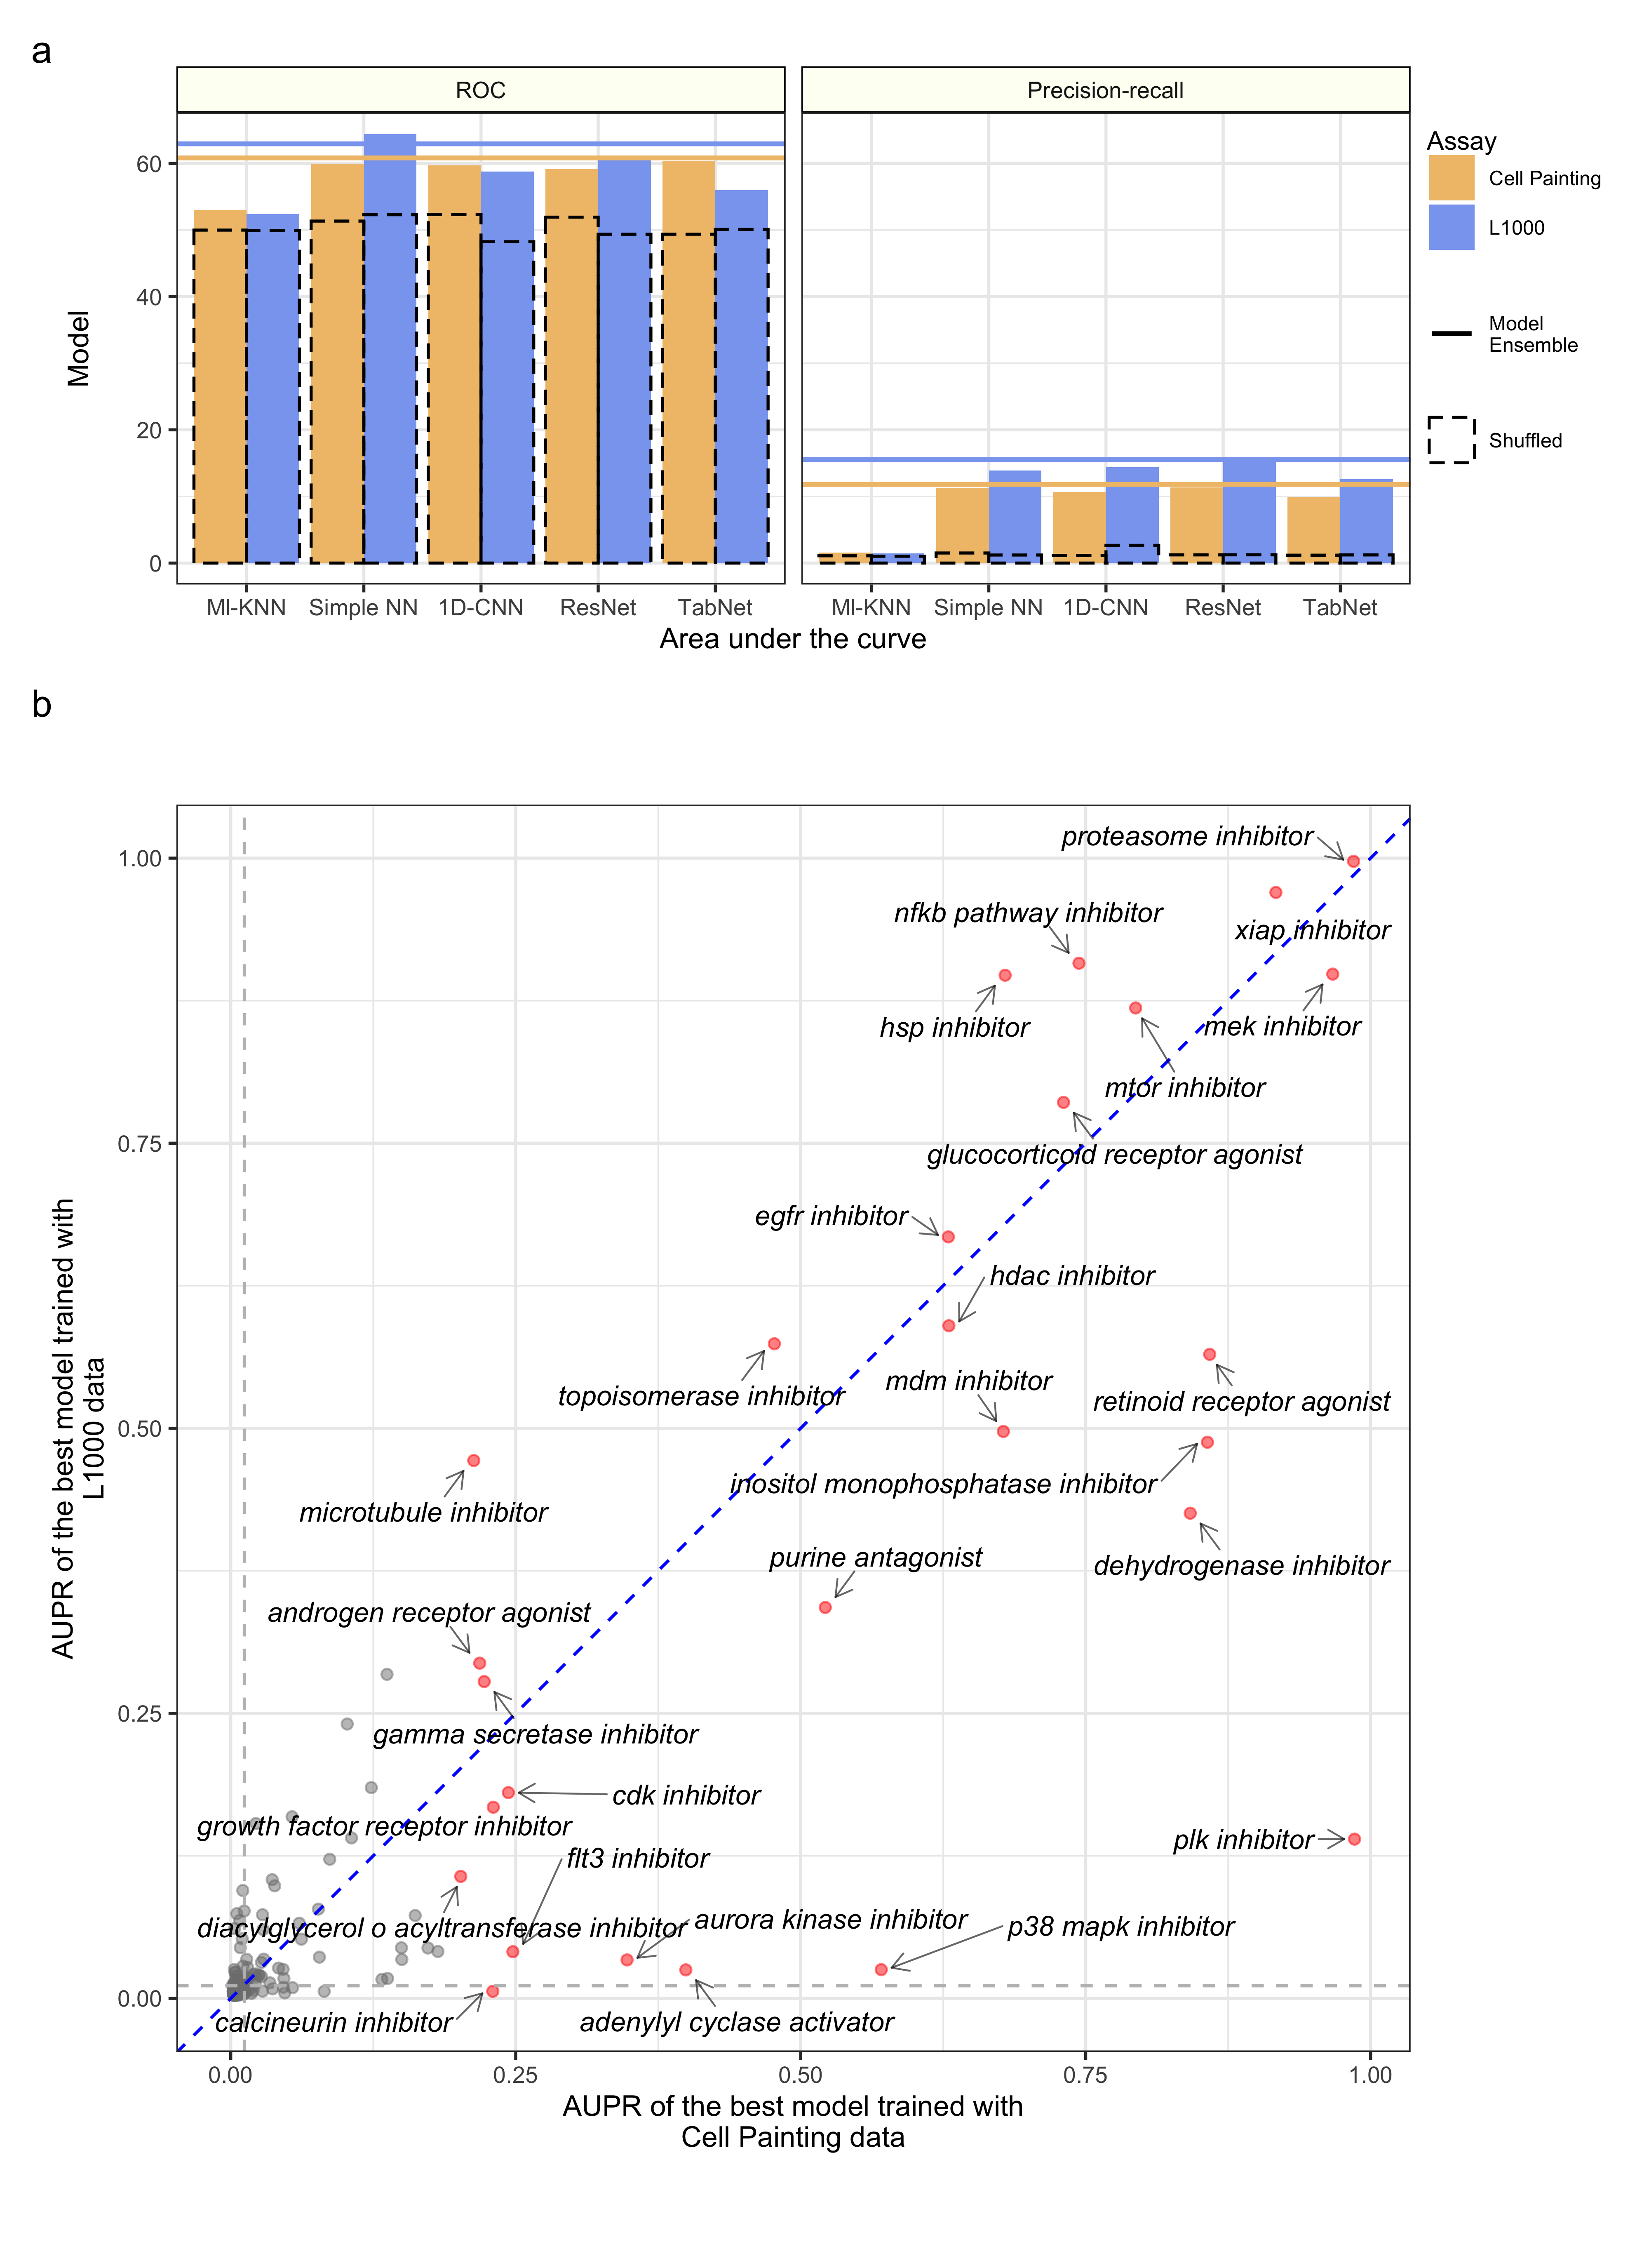 a
ROC
Precision-recall
Assay
Cell Painting
L1000
Model
Ensemble
Shuffled
Model
60
40
20
0
Ml-KNN
Simple NN
1D-CNN
ResNet
TabNet
Ml-KNN
Simple NN
1D-CNN
ResNet
TabNet
Area under the curve
b
AUPR of the best model trained with
L1000 data
1.00
0.75
0.50
0.25
0.00
proteasome inhibitor
nfkb pathway inhibitor
xiap inhibitor
hsp inhibitor
mek inhibitor
mtor inhibitor
glucocorticoid receptor agonist
egfr inhibitor
hdac inhibitor
mdm inhibitor
topoisomerase inhibitor
retinoid receptor agonist
inositol monophosphatase inhibitor
microtubule inhibitor
purine antagonist
dehydrogenase inhibitor
androgen receptor agonist
gamma secretase inhibitor
cdk inhibitor
growth factor receptor inhibitor
plk inhibitor
flt3 inhibitor
diacylglycerol o acyltransferase inhibitor
aurora kinase inhibitor
p38 mapk inhibitor
calcineurin inhibitor
adenylyl cyclase activator
0.00
0.25
0.50
0.75
1.00
AUPR of the best model trained with
Cell Painting data